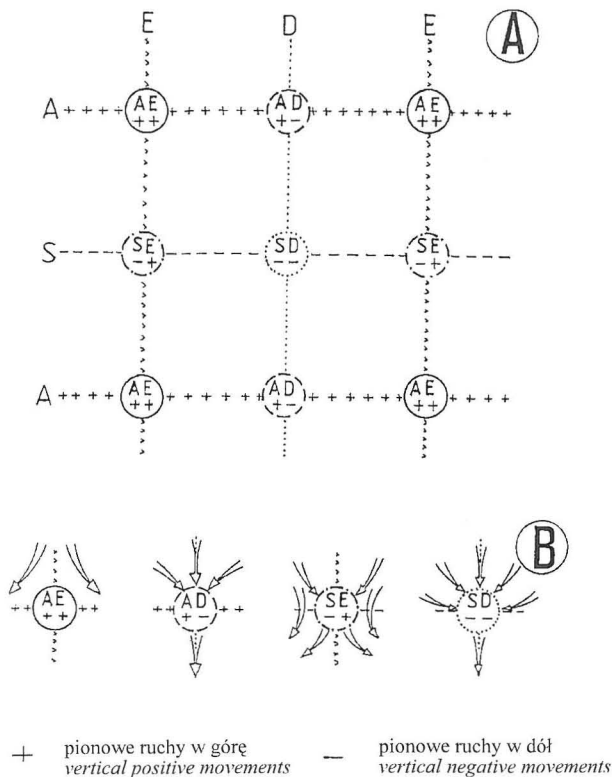 E D E A
A ++++ AE ++++++++ AD ++++++++ AE ++++
++ +- ++
S SE SD SE
-+ -- -+
A ++++ AE ++++++++ AD ++++++++ AE ++++
++ +- ++
B
AE AD SE SD
++ +- -+ --
+ pionowe ruchy w górę – pionowe ruchy w dół
vertical positive movements vertical negative movements